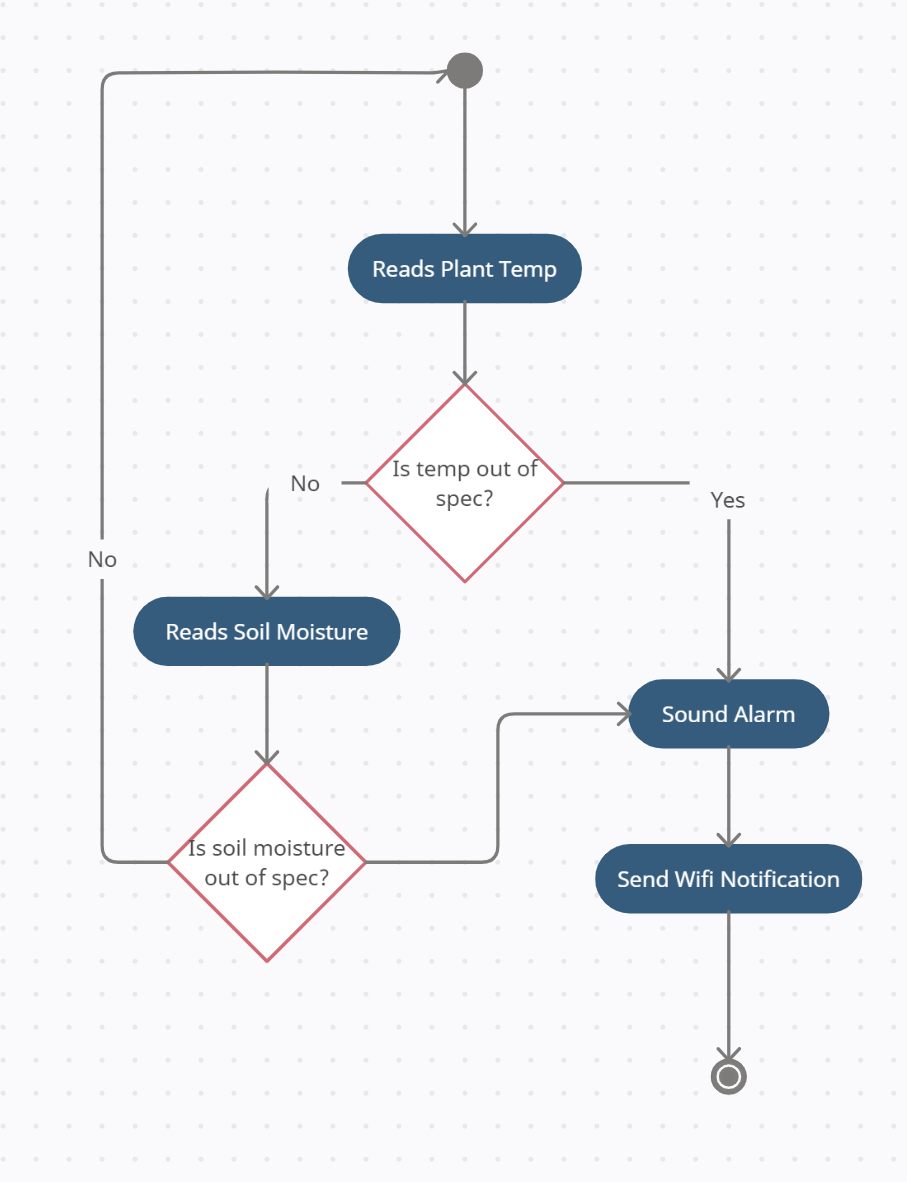 Reads Plant Temp
Is temp out of
spec?
No
Yes
No
Reads Soil Moisture
Sound Alarm
Is soil moisture
out of spec?
Send Wifi Notification